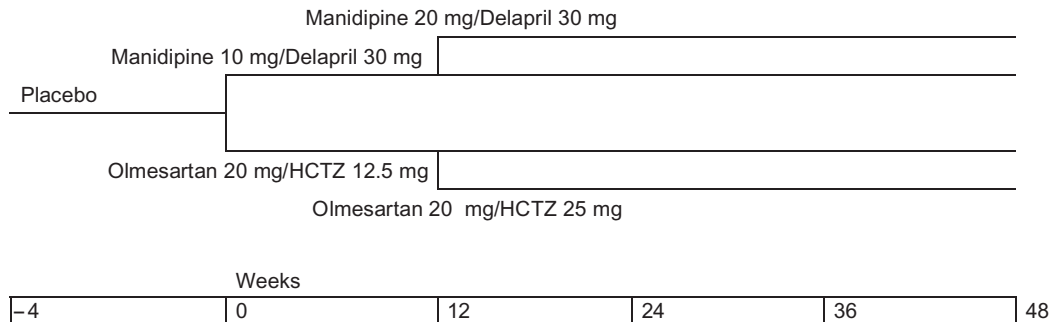 Manidipine 20 mg/Delapril 30 mg
Manidipine 10 mg/Delapril 30 mg
Placebo
Olmesartan 20 mg/HCTZ 12.5 mg
Olmesartan 20 mg/HCTZ 25 mg
Weeks
–4 0 12 24 36 48